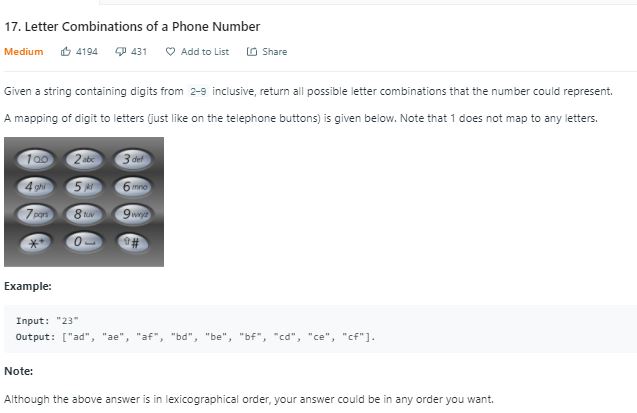 17. Letter Combinations of a Phone Number
Medium 4194 431 Add to List Share
Given a string containing digits from 2-9 inclusive, return all possible letter combinations that the number could represent.
A mapping of digit to letters (just like on the telephone buttons) is given below. Note that 1 does not map to any letters.
1 2 abc 3 def
4 ghi 5 jkl 6 mno
7 pqrs 8 tuv 9 wxyz
* + 0 #
Example:
Input: "23"
Output: ["ad", "ae", "af", "bd", "be", "bf", "cd", "ce", "cf"].
Note:
Although the above answer is in lexicographical order, your answer could be in any order you want.